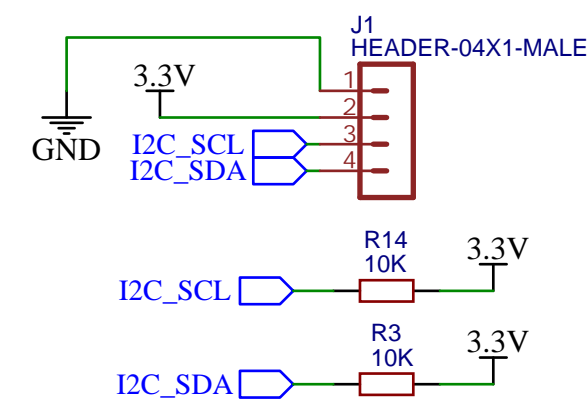 J1
HEADER-04X1-MALE
3.3V
1
2
3
4
GND
I2C_SCL
I2C_SDA
R14
10K
3.3V
I2C_SCL
R3
10K
3.3V
I2C_SDA